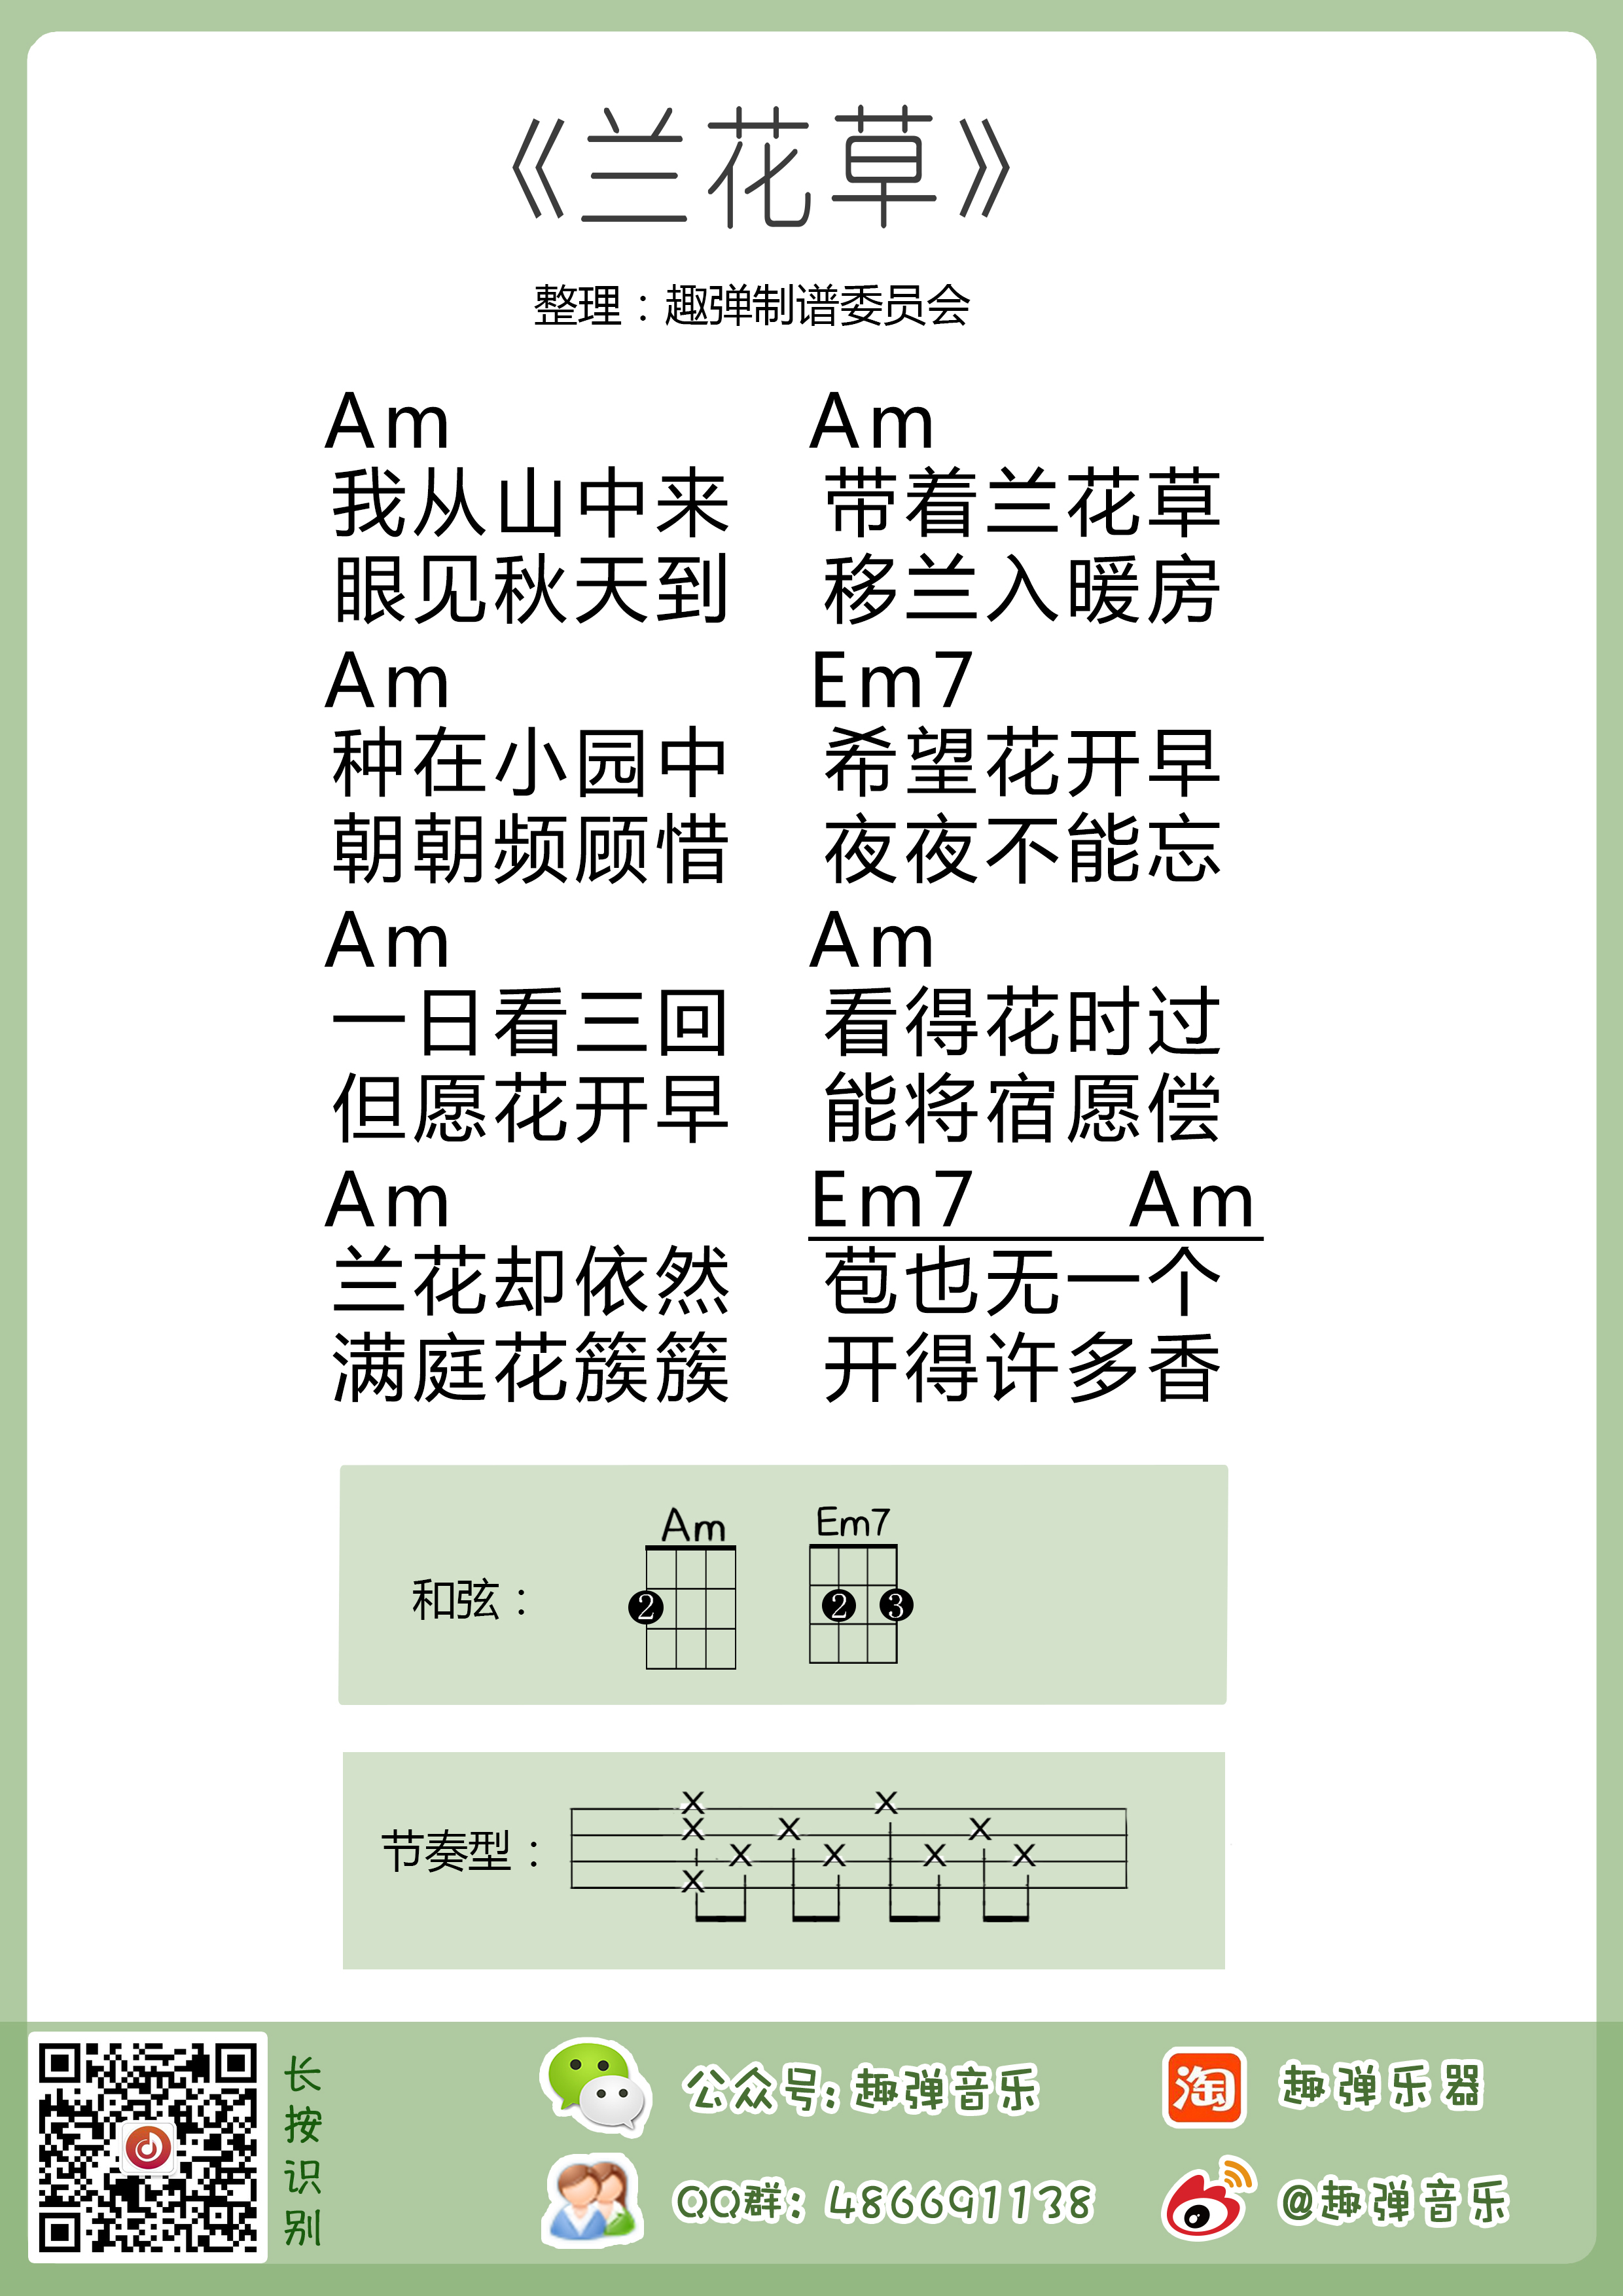 《兰花草》
整理：趣弹制谱委员会
Am Am
我从山中来 带着兰花草
眼见秋天到 移兰入暖房
Am Em7
种在小园中 希望花开早
朝朝频顾惜 夜夜不能忘
Am Am
一日看三回 看得花时过
但愿花开早 能将宿愿偿
Am Em7 Am
兰花却依然 苞也无一个
满庭花簇簇 开得许多香
和弦： Am Em7
2 2 3
节奏型：
长按识别
公众号：趣弹音乐 淘 趣弹乐器
QQ群：486691138 @趣弹音乐